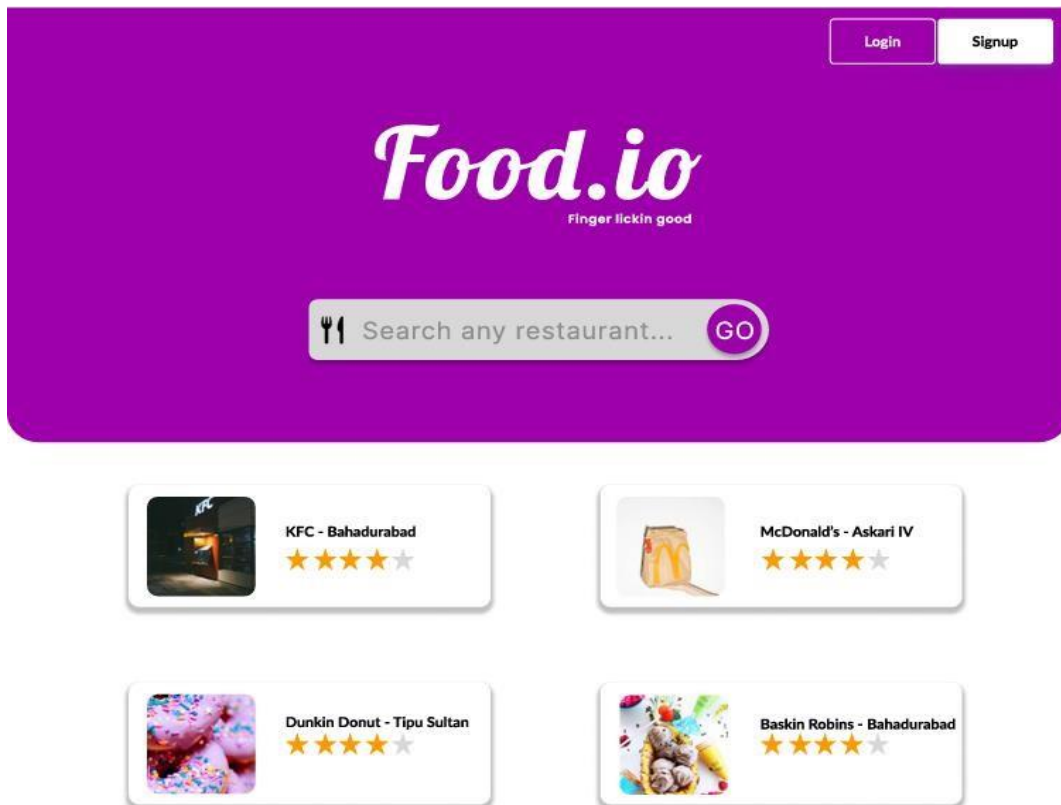 Login
Signup
Food.io
Finger lickin good
Search any restaurant...
GO
KFC
KFC - Bahadurabad
McDonald's - Askari IV
Dunkin Donut - Tipu Sultan
Baskin Robins - Bahadurabad